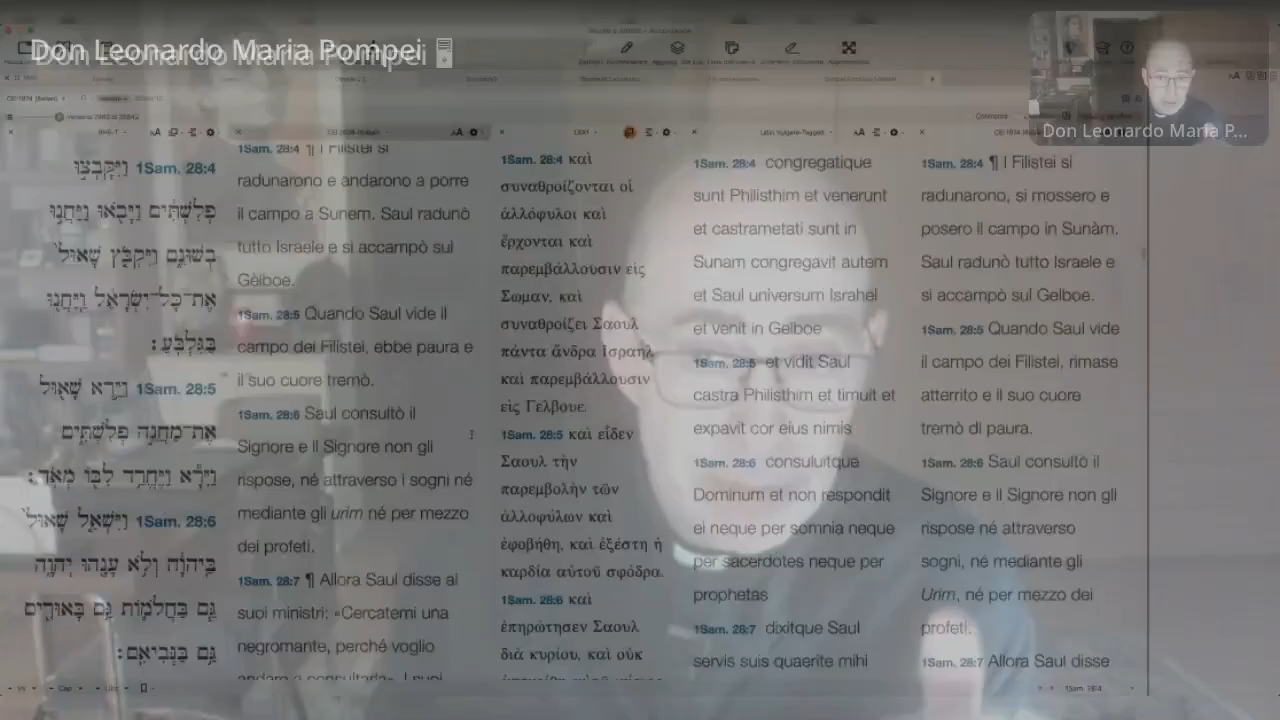 Don Leonardo Maria Pompei
Don Leonardo Maria P...
1Sam. 28:4 וַיִּקָּבְצ֣וּ
פְלִשְׁתִּ֔ים וַיָּבֹ֖אוּ וַיַּחֲנ֣וּ
בְשׁוּנֵ֑ם וַיִּקְבֹּ֤ץ שָׁאוּל֙
אֶת־כָּל־יִשְׂרָאֵ֔ל וַֽיַּחֲנ֖וּ
בַּגִּלְבֹּֽעַ׃
1Sam. 28:5 וַיַּ֥רְא שָׁא֖וּל
אֶת־מַחֲנֵ֣ה פְלִשְׁתִּ֑ים
וַיִּרָ֕א וַיֶּחֱרַ֥ד לִבּ֖וֹ מְאֹֽד׃
1Sam. 28:6 וַיִּשְׁאַ֤ל שָׁאוּל֙
בַּֽיהוָ֔ה וְלֹ֥א עָנָ֖הוּ יְהוָ֑ה
גַּ֧ם בַּחֲלֹמ֛וֹת גַּ֥ם בָּאוּרִ֖ים
גַּ֥ם בַּנְּבִיאִֽם׃
1Sam. 28:4 ¶ I Filistei si
radunarono e andarono a porre
il campo a Sunem. Saul radunò
tutto Israele e si accampò sul
Gèlboe.
1Sam. 28:5 Quando Saul vide il
campo dei Filistei, ebbe paura e
il suo cuore tremò.
1Sam. 28:6 Saul consultò il
Signore e il Signore non gli
rispose, né attraverso i sogni né
mediante gli urim né per mezzo
dei profeti.
1Sam. 28:7 ¶ Allora Saul disse ai
suoi ministri: «Cercatemi una
negromante, perché voglio
andare a consultarla». I suoi
1Sam. 28:4 καὶ
συναθροίζονται οἱ
ἀλλόφυλοι καὶ
ἔρχονται καὶ
παρεμβάλλουσιν εἰς
Σωμαν, καὶ
συναθροίζει Σαουλ
πάντα ἄνδρα Ισραηλ
καὶ παρεμβάλλουσιν
εἰς Γελβουε.
1Sam. 28:5 καὶ εἶδεν
Σαουλ τὴν
παρεμβολὴν τῶν
ἀλλοφύλων καὶ
ἐφοβήθη, καὶ ἐξέστη ἡ
καρδία αὐτοῦ σφόδρα.
1Sam. 28:6 καὶ
ἐπηρώτησεν Σαουλ
διὰ κυρίου, καὶ οὐκ
1Sam. 28:4 congregatique
sunt Philisthim et venerunt
et castrametati sunt in
Sunam congregavit autem
et Saul universum Israhel
et venit in Gelboe
1Sam. 28:5 et vidit Saul
castra Philisthim et timuit et
expavit cor eius nimis
1Sam. 28:6 consuluitque
Dominum et non respondit
ei neque per somnia neque
per sacerdotes neque per
prophetas
1Sam. 28:7 dixitque Saul
servis suis quaerite mihi
1Sam. 28:4 ¶ I Filistei si
radunarono, si mossero e
posero il campo in Sunàm.
Saul radunò tutto Israele e
si accampò sul Gelboe.
1Sam. 28:5 Quando Saul vide
il campo dei Filistei, rimase
atterrito e il suo cuore
tremò di paura.
1Sam. 28:6 Saul consultò il
Signore e il Signore non gli
rispose né attraverso
sogni, né mediante gli
Urim, né per mezzo dei
profeti.
1Sam. 28:7 Allora Saul disse
1Sam. 28:4